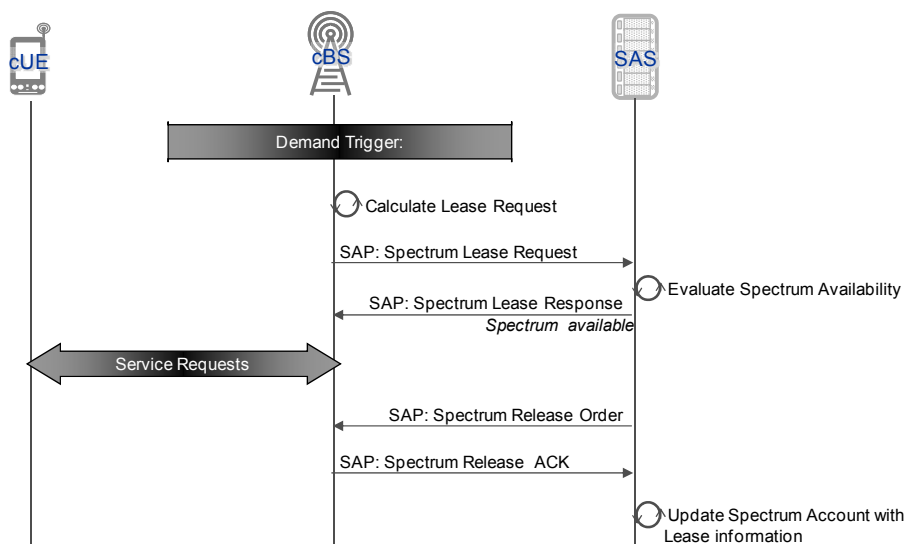 cUE
cBS
SAS
Demand Trigger:
Calculate Lease Request
SAP: Spectrum Lease Request
Evaluate Spectrum Availability
SAP: Spectrum Lease Response
Spectrum available
Service Requests
SAP: Spectrum Release Order
SAP: Spectrum Release ACK
Update Spectrum Account with
Lease information